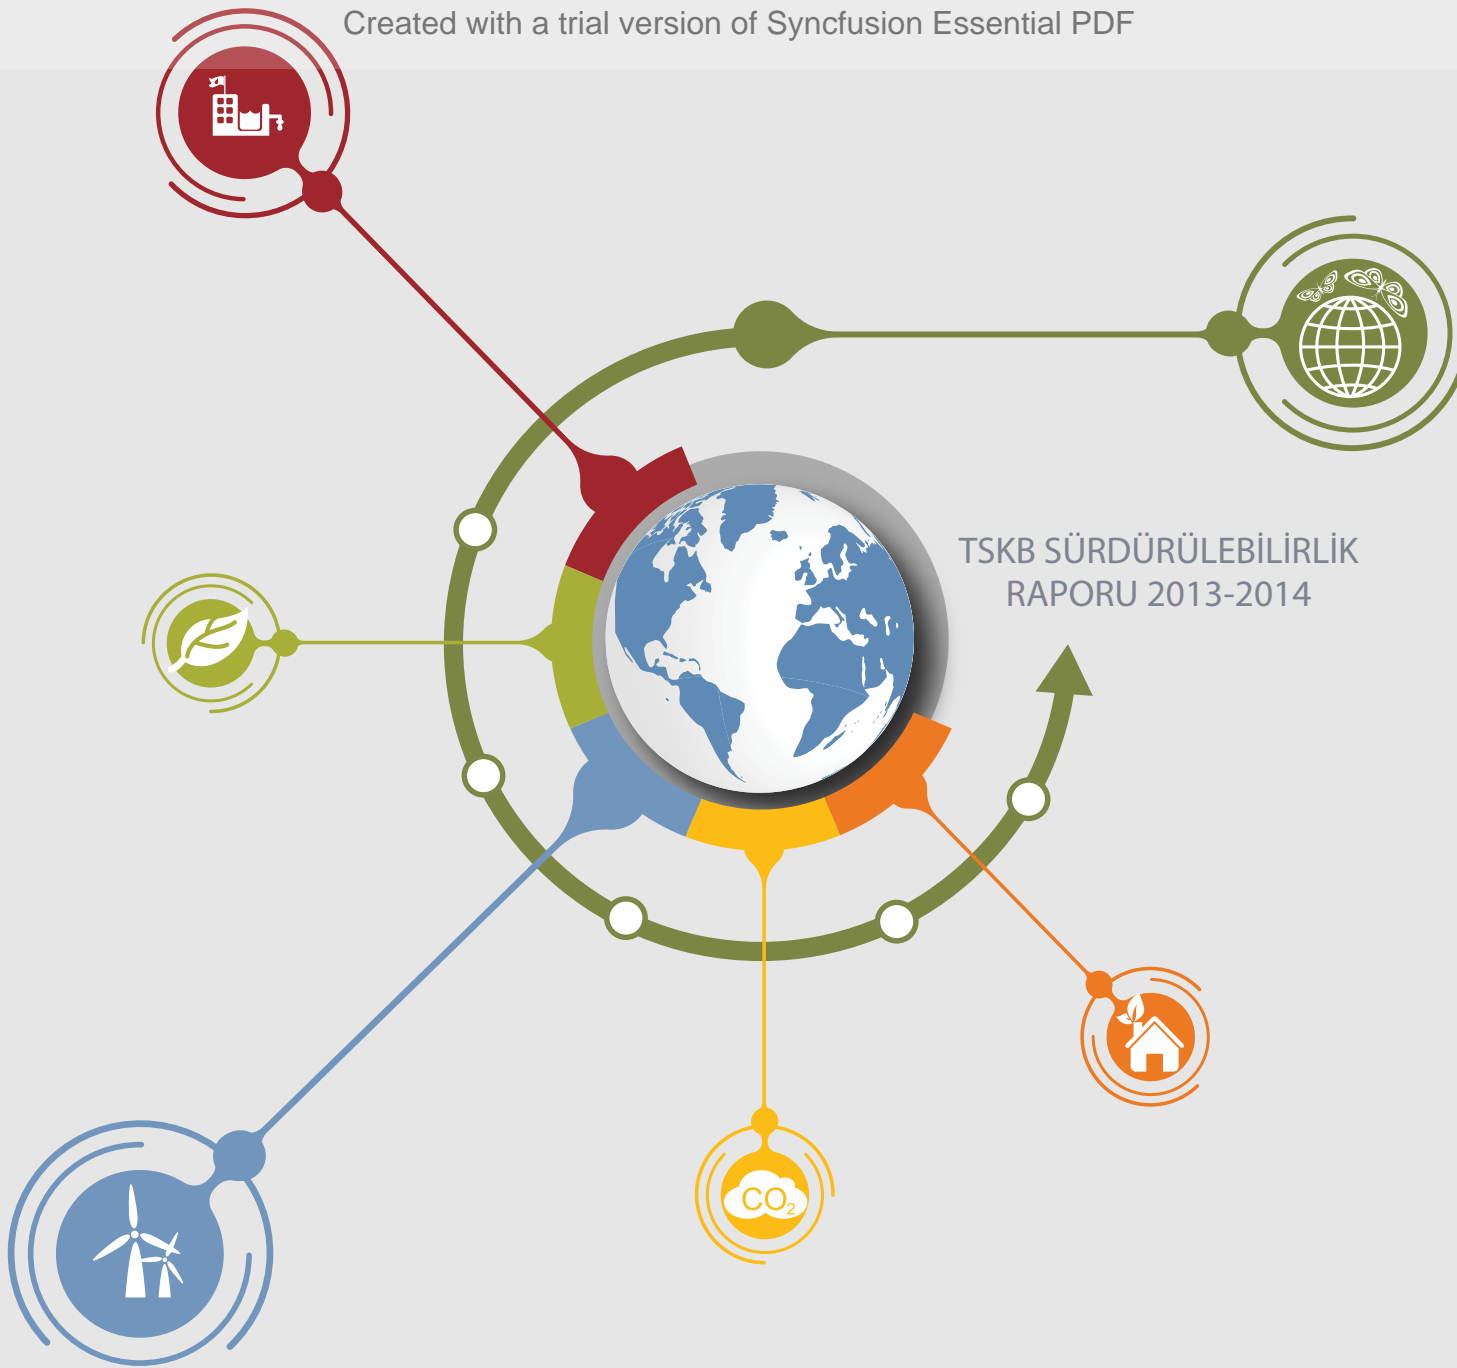 Created with a trial version of Syncfusion Essential PDF
TSKB SÜRDÜRÜLEBİLİRLİK
RAPORU 2013-2014
CO₂